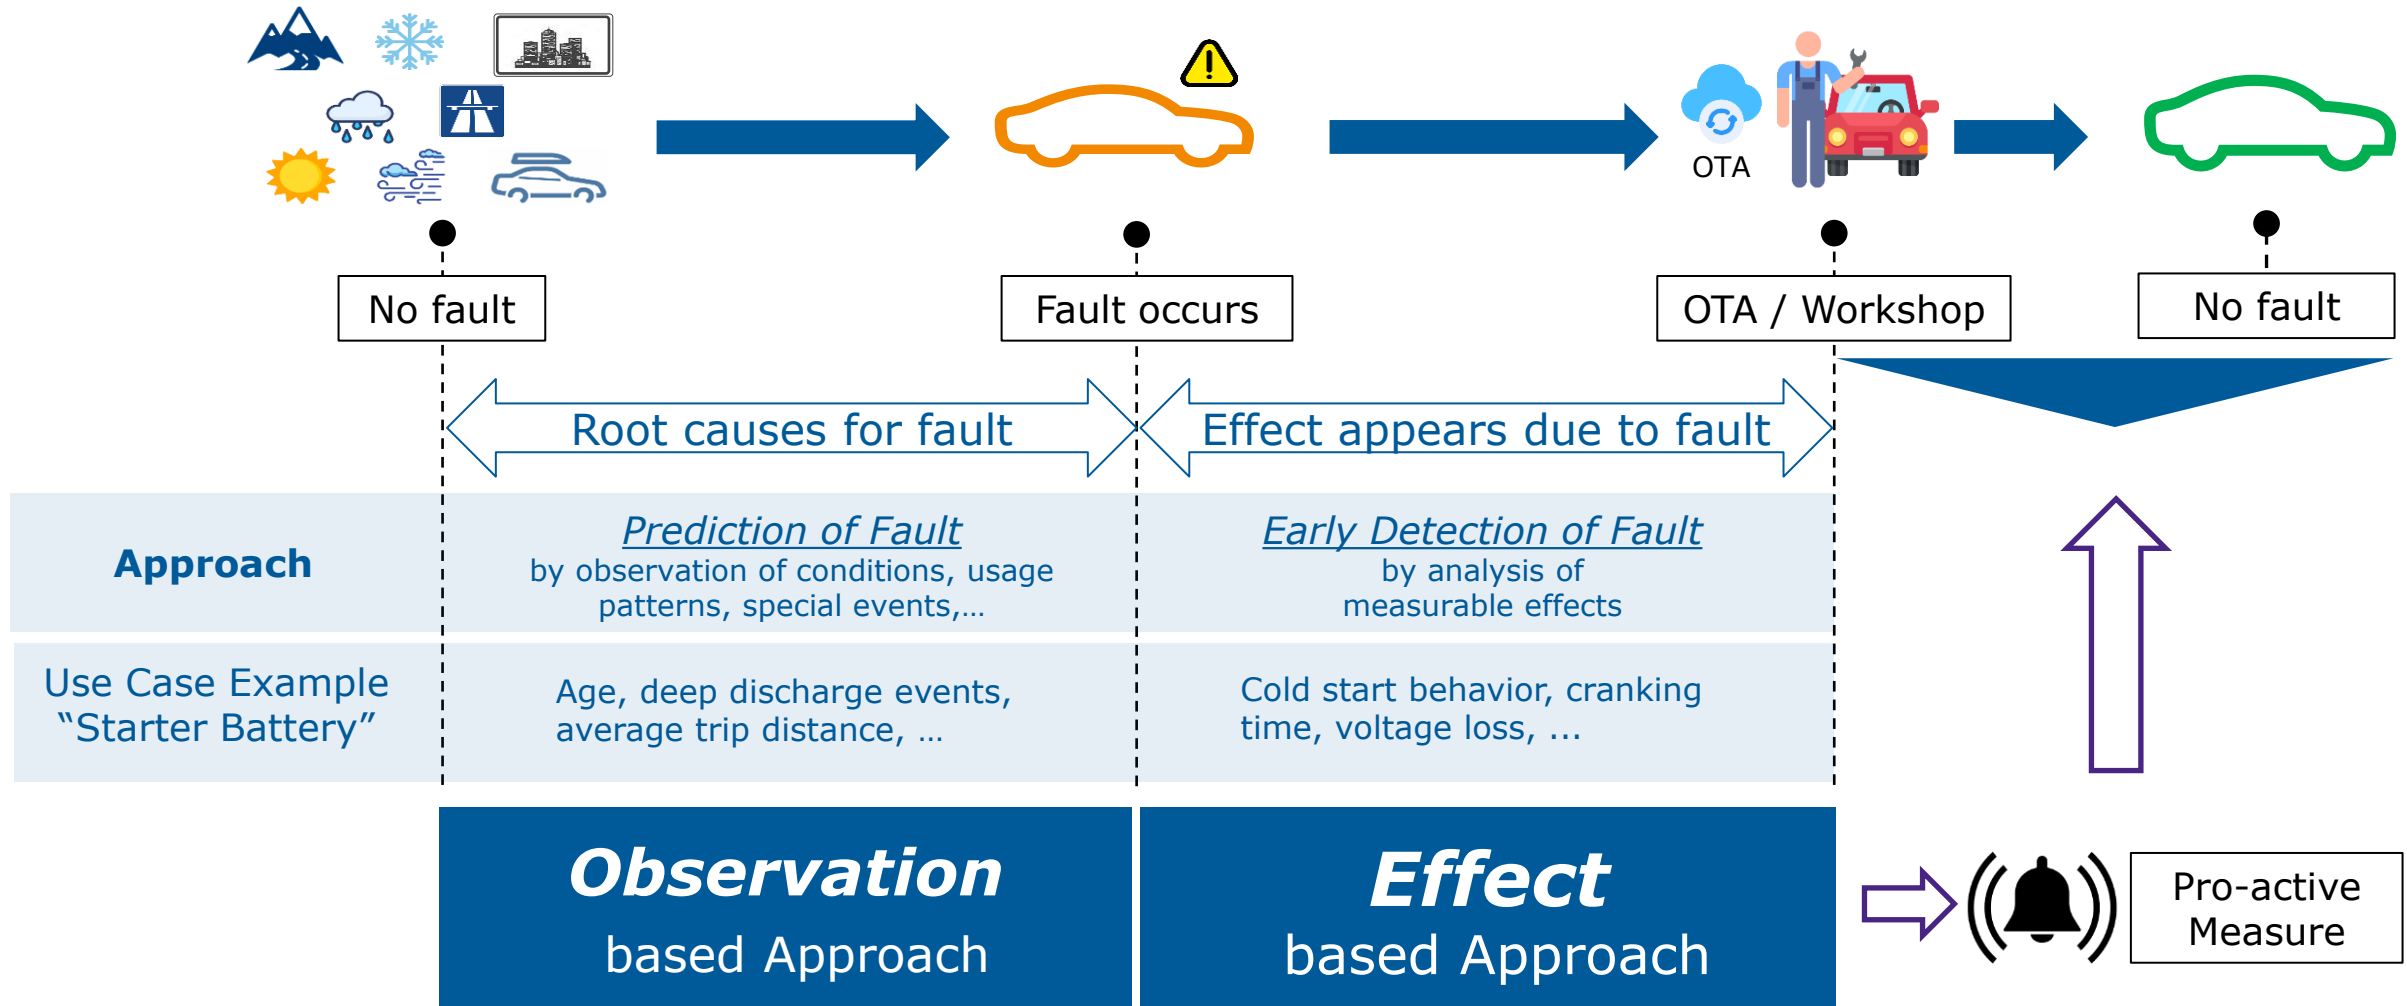 OTA
No fault
Fault occurs
OTA / Workshop
No fault
Root causes for fault
Effect appears due to fault
Approach
Prediction of Fault
by observation of conditions, usage
patterns, special events,...
Early Detection of Fault
by analysis of
measurable effects
Use Case Example
“Starter Battery”
Age, deep discharge events,
average trip distance, ...
Cold start behavior, cranking
time, voltage loss, ...
Observation
based Approach
Effect
based Approach
Pro-active
Measure